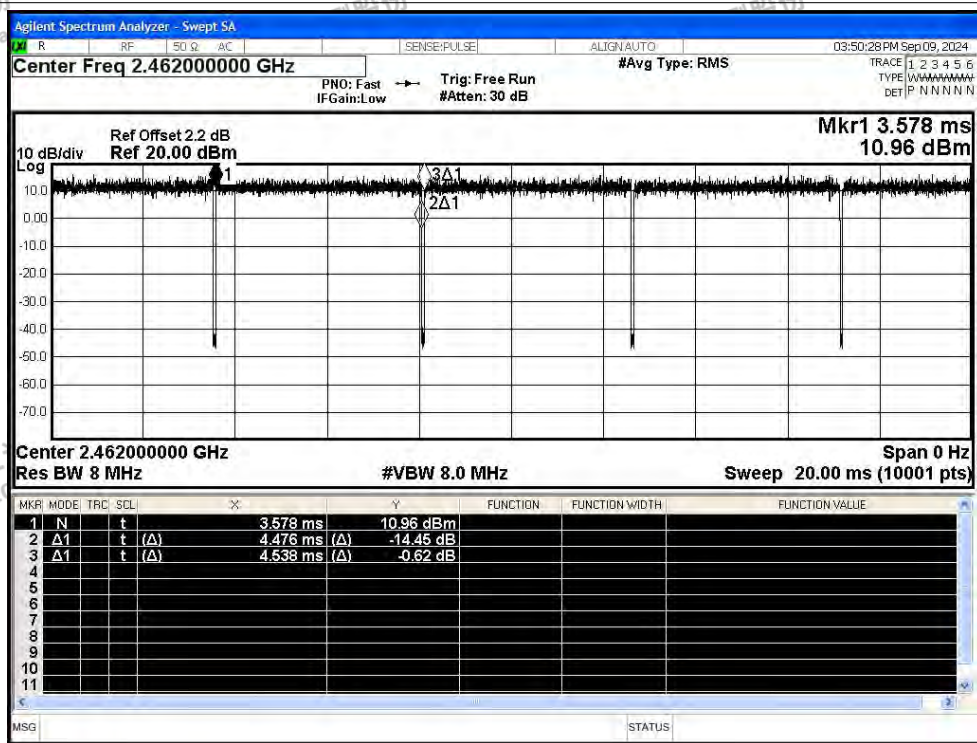 Agilent Spectrum Analyzer - Swept SA
R RF 50 Ω AC SENSE:PULSE ALIGN AUTO 03:50:28 PM Sep 09, 2024
Center Freq 2.462000000 GHz #Avg Type: RMS TRACE 1 2 3 4 5 6
PNO: Fast Trig: Free Run TYPE WWWWWW
IFGain:Low #Atten: 30 dB DET P N N N N N
Mkr1 3.578 ms
Ref Offset 2.2 dB
10 dB/div Ref 20.00 dBm 10.96 dBm
Log
1 3Δ1
10.0
2Δ1
0.00
-10.0
-20.0
-30.0
-40.0
-50.0
-60.0
-70.0
Center 2.462000000 GHz Span 0 Hz
Res BW 8 MHz #VBW 8.0 MHz Sweep 20.00 ms (10001 pts)
MKR MODE TRC SCL X Y FUNCTION FUNCTION WIDTH FUNCTION VALUE
1 N t 3.578 ms 10.96 dBm
2 Δ1 t (Δ) 4.476 ms (Δ) -14.45 dB
3 Δ1 t (Δ) 4.538 ms (Δ) -0.62 dB
4
5
6
7
8
9
10
11
MSG STATUS